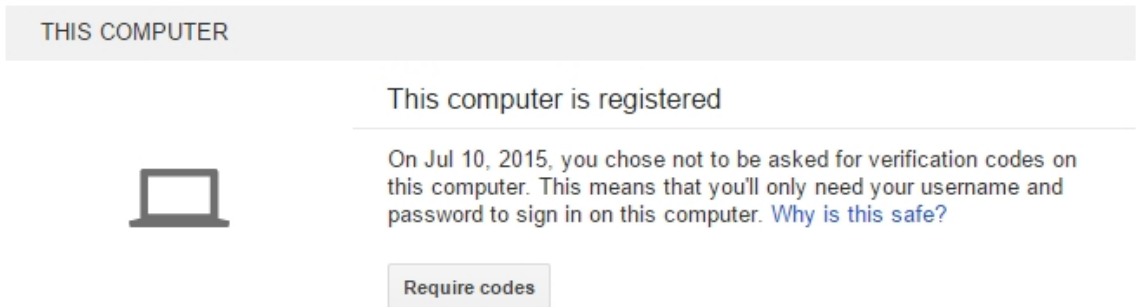 THIS COMPUTER
This computer is registered
On Jul 10, 2015, you chose not to be asked for verification codes on
this computer. This means that you'll only need your username and
password to sign in on this computer. Why is this safe?
Require codes